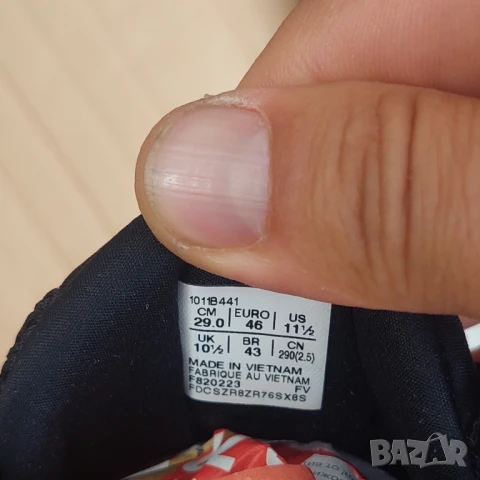 1011B441
CM EURO US
29.0 46 11½
UK BR CN
10½ 43 290(2.5)
MADE IN VIETNAM
FABRIQUE AU VIETNAM
F820223 FV
FDCSZR8ZR76SX8S
BAZAR